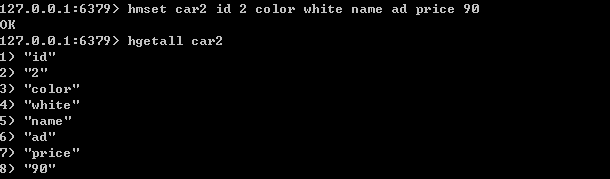 127.0.0.1:6379> hmset car2 id 2 color white name ad price 90
OK
127.0.0.1:6379> hgetall car2
1) "id"
2) "2"
3) "color"
4) "white"
5) "name"
6) "ad"
7) "price"
8) "90"